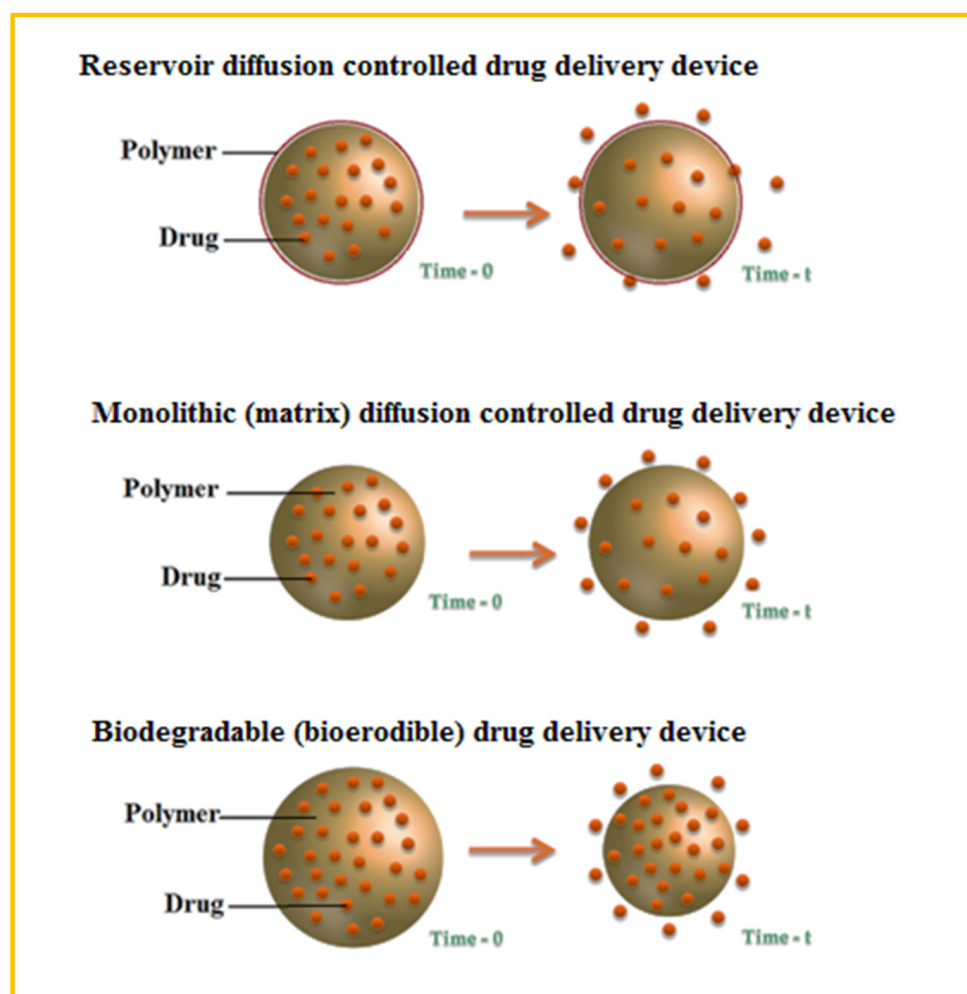 Reservoir diffusion controlled drug delivery device
Polymer
Drug
Time - 0
Time - t
Monolithic (matrix) diffusion controlled drug delivery device
Polymer
Drug
Time - 0
Time - t
Biodegradable (bioerodible) drug delivery device
Polymer
Drug
Time - 0
Time - t